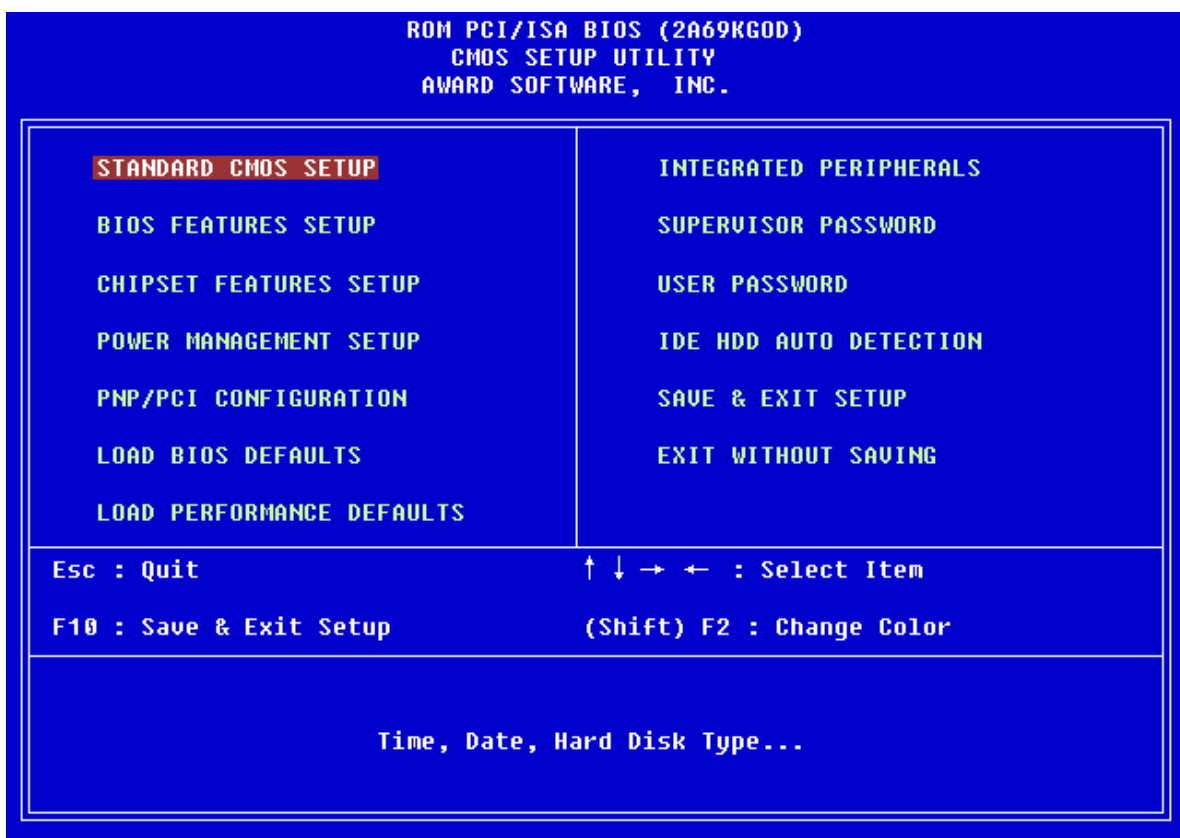 ROM PCI/ISA BIOS (2A69KGOD)
CMOS SETUP UTILITY
AWARD SOFTWARE, INC.
STANDARD CMOS SETUP
BIOS FEATURES SETUP
CHIPSET FEATURES SETUP
POWER MANAGEMENT SETUP
PNP/PCI CONFIGURATION
LOAD BIOS DEFAULTS
LOAD PERFORMANCE DEFAULTS
INTEGRATED PERIPHERALS
SUPERVISOR PASSWORD
USER PASSWORD
IDE HDD AUTO DETECTION
SAVE & EXIT SETUP
EXIT WITHOUT SAVING
Esc : Quit
↑ ↓ → ← : Select Item
F10 : Save & Exit Setup
(Shift) F2 : Change Color
Time, Date, Hard Disk Type...